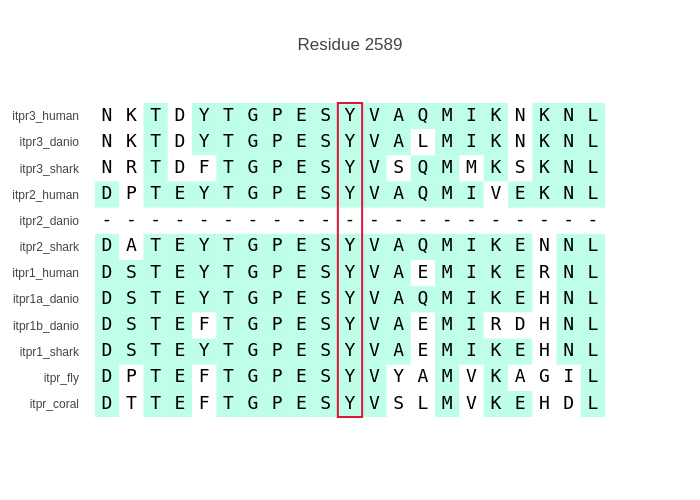 Residue 2589
itpr3_human N K T D Y T G P E S Y V A Q M I K N K N L
itpr3_danio N K T D Y T G P E S Y V A L M I K N K N L
itpr3_shark N R T D F T G P E S Y V S Q M M K S K N L
itpr2_human D P T E Y T G P E S Y V A Q M I V E K N L
itpr2_danio - - - - - - - - - - - - - - - - - - - - -
itpr2_shark D A T E Y T G P E S Y V A Q M I K E N N L
itpr1_human D S T E Y T G P E S Y V A E M I K E R N L
itpr1a_danio D S T E Y T G P E S Y V A Q M I K E H N L
itpr1b_danio D S T E F T G P E S Y V A E M I R D H N L
itpr1_shark D S T E Y T G P E S Y V A E M I K E H N L
itpr_fly D P T E F T G P E S Y V Y A M V K A G I L
itpr_coral D T T E F T G P E S Y V S L M V K E H D L